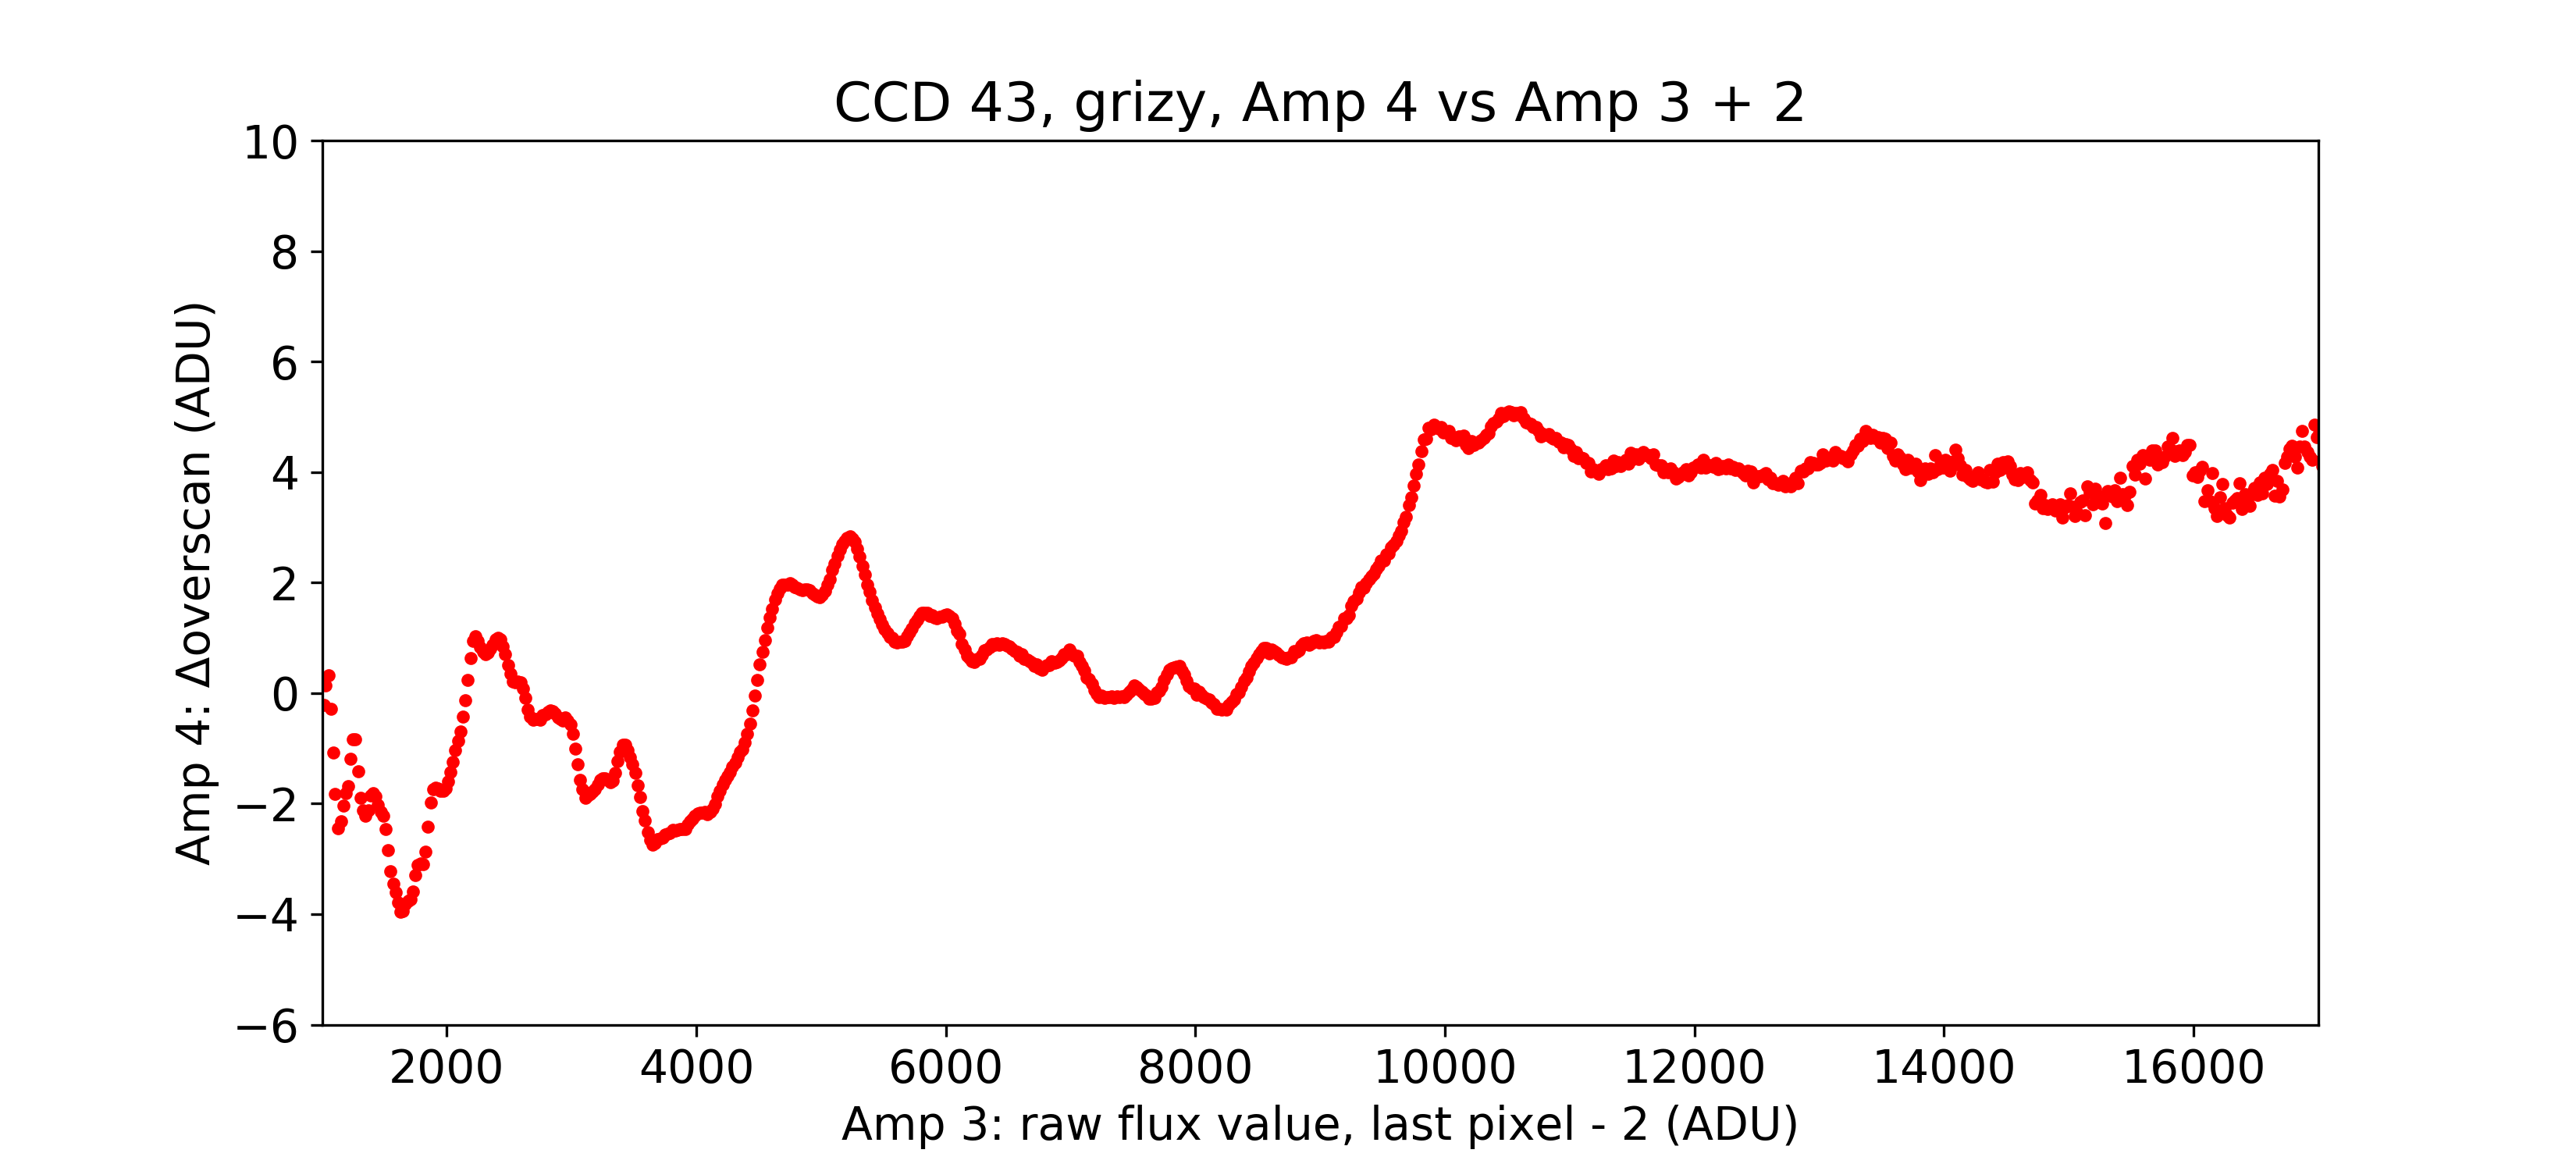 CCD 43, grizy, Amp 4 vs Amp 3 + 2
10
8
6
4
2
0
−2
−4
−6
Amp 4: Δoverscan (ADU)
2000 4000 6000 8000 10000 12000 14000 16000
Amp 3: raw flux value, last pixel - 2 (ADU)